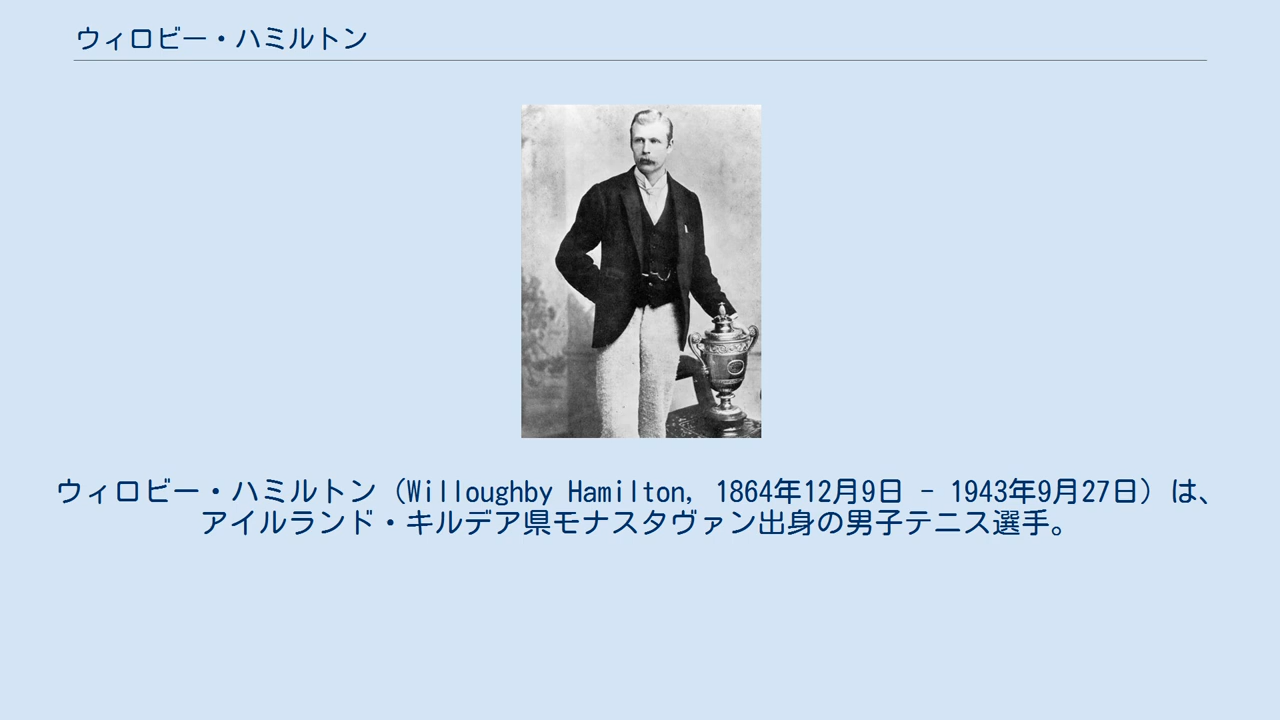 ウィロビー・ハミルトン
ウィロビー・ハミルトン（Willoughby Hamilton, 1864年12月9日 - 1943年9月27日）は、
アイルランド・キルデア県モナスタヴァン出身の男子テニス選手。